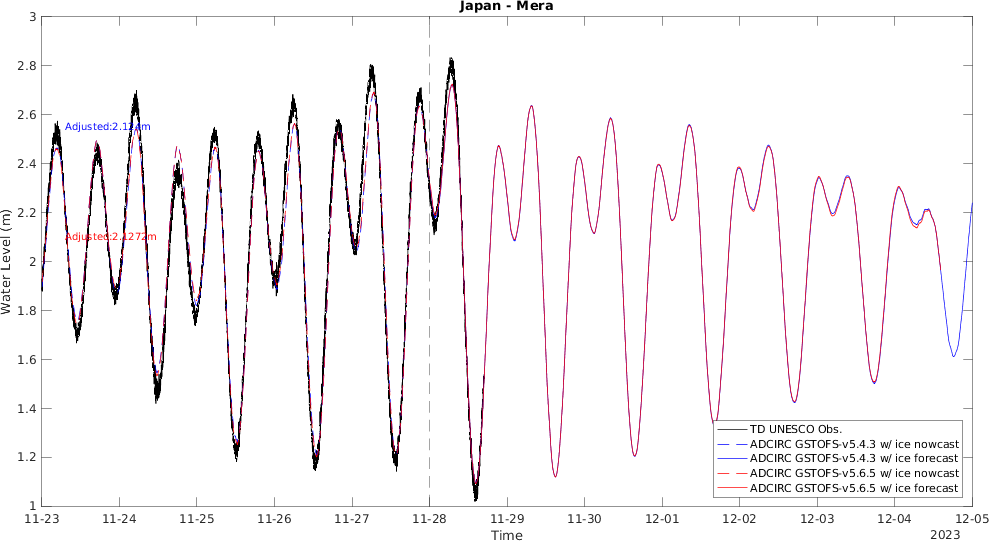 Japan - Mera
3
2.8
2.6
2.4
2.2
2
1.8
1.6
1.4
1.2
1
Water Level (m)
Adjusted:2.124m
Adjusted:2.1272m
TD UNESCO Obs.
ADCIRC GSTOFS-v5.4.3 w/ ice nowcast
ADCIRC GSTOFS-v5.4.3 w/ ice forecast
ADCIRC GSTOFS-v5.6.5 w/ ice nowcast
ADCIRC GSTOFS-v5.6.5 w/ ice forecast
11-23 11-24 11-25 11-26 11-27 11-28 11-29 11-30 12-01 12-02 12-03 12-04 12-05
Time
2023